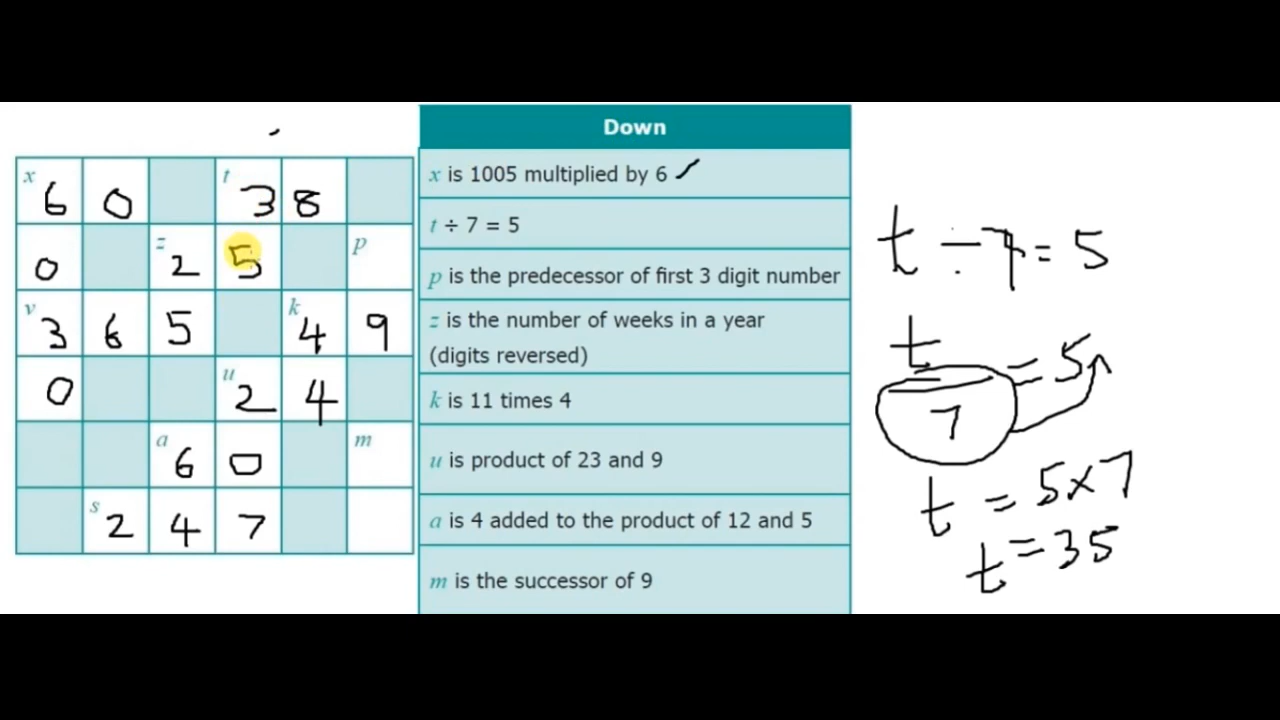 x 6 0 t 3 8
0 z 2 5 p
v 3 6 5 k 4 9
0 u 2 4
a 6 0 m
s 2 4 7
Down
x is 1005 multiplied by 6 ✓
t ÷ 7 = 5
p is the predecessor of first 3 digit number
z is the number of weeks in a year
(digits reversed)
k is 11 times 4
u is product of 23 and 9
a is 4 added to the product of 12 and 5
m is the successor of 9
t ÷ 7 = 5
t/7 = 5
t = 5 × 7
t = 35